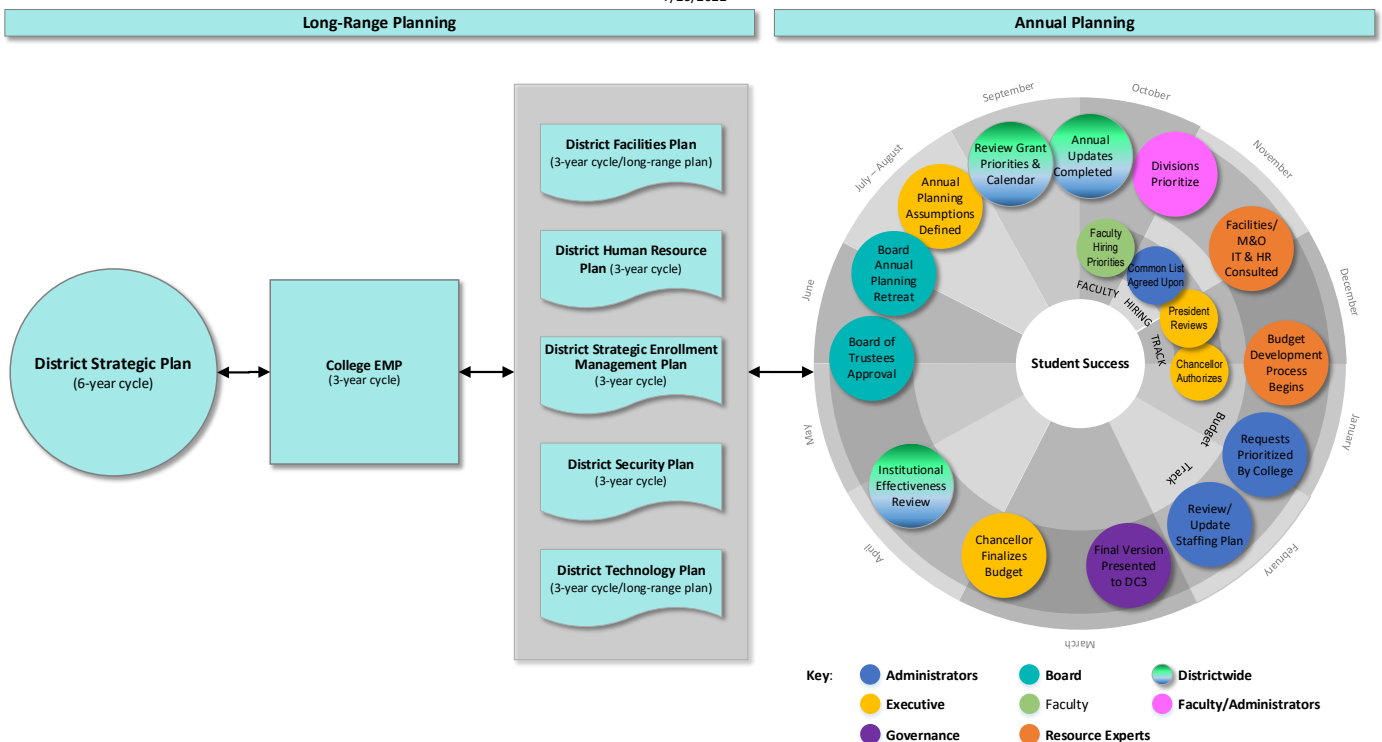 Long-Range Planning
Annual Planning
District Strategic Plan
(6-year cycle)
College EMP
(3-year cycle)
District Facilities Plan
(3-year cycle/long-range plan)
District Human Resource
Plan (3-year cycle)
District Strategic Enrollment
Management Plan
(3-year cycle)
District Security Plan
(3-year cycle)
District Technology Plan
(3-year cycle/long-range plan)
September
October
November
December
January
February
March
April
May
June
July – August
Review Grant
Priorities &
Calendar
Annual
Updates
Completed
Divisions
Prioritize
Facilities/
M&O
IT & HR
Consulted
Budget
Development
Process
Begins
Requests
Prioritized
By College
Review/
Update
Staffing Plan
Final Version
Presented
to DC3
Chancellor
Finalizes
Budget
Institutional
Effectiveness
Review
Board of
Trustees
Approval
Board
Annual
Planning
Retreat
Annual
Planning
Assumptions
Defined
Faculty
Hiring
Priorities
Common List
Agreed Upon
President
Reviews
Chancellor
Authorizes
FACULTY HIRING TRACK
Budget Track
Student Success
Key:
Administrators
Board
Districtwide
Executive
Faculty
Faculty/Administrators
Governance
Resource Experts